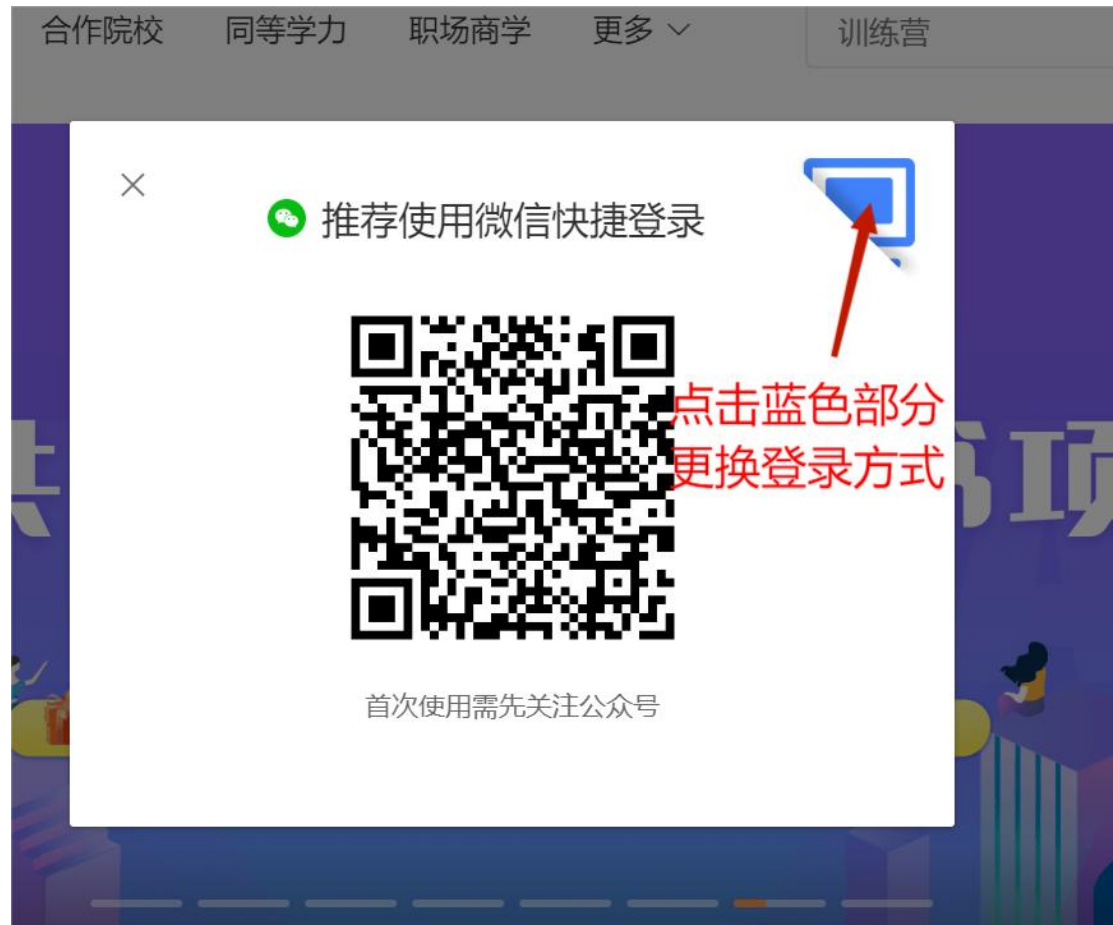 合作院校 同等学力 职场商学 更多 训练营
推荐使用微信快捷登录
点击蓝色部分
更换登录方式
首次使用需先关注公众号